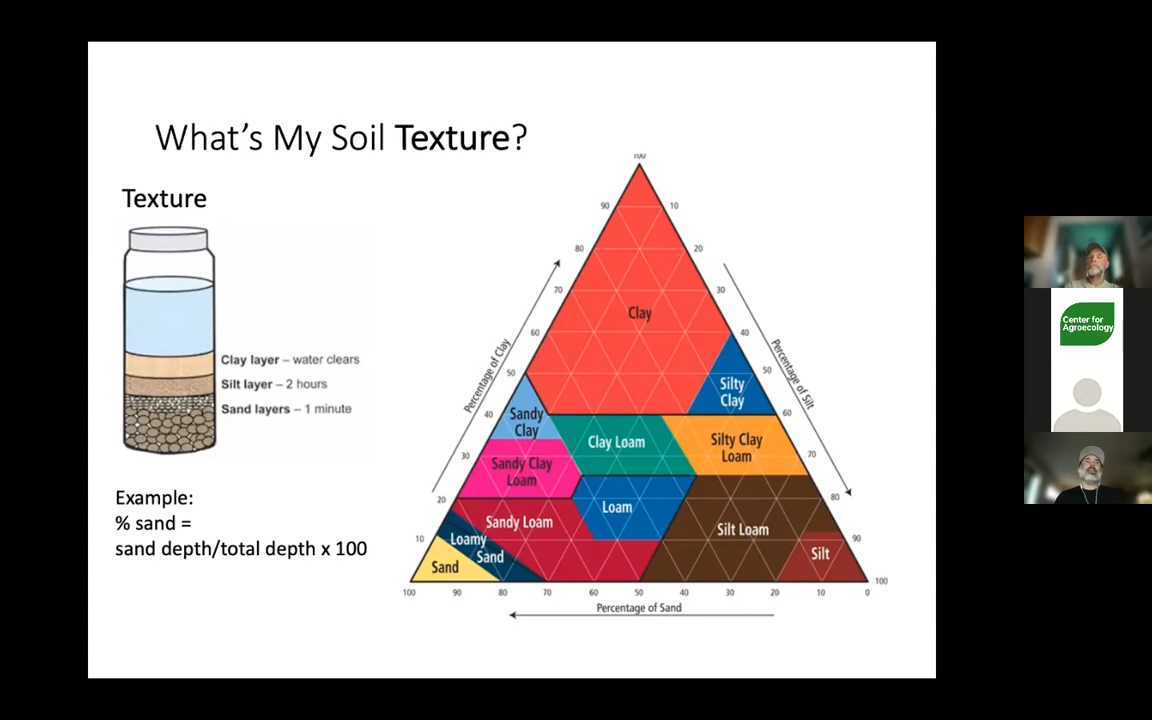 What's My Soil Texture?
Texture
Clay layer – water clears
Silt layer – 2 hours
Sand layers – 1 minute
Example:
% sand =
sand depth/total depth x 100
100
90
80
70
60
50
40
30
20
10
Percentage of Clay
10
20
30
40
50
60
70
80
90
100
Percentage of Silt
Clay
Silty
Clay
Sandy
Clay
Clay Loam
Silty Clay
Loam
Sandy Clay
Loam
Loam
Sandy Loam
Silt Loam
Loamy
Sand
Sand
Silt
100
90
80
70
60
50
40
30
20
10
0
Percentage of Sand
Center for
Agroecology